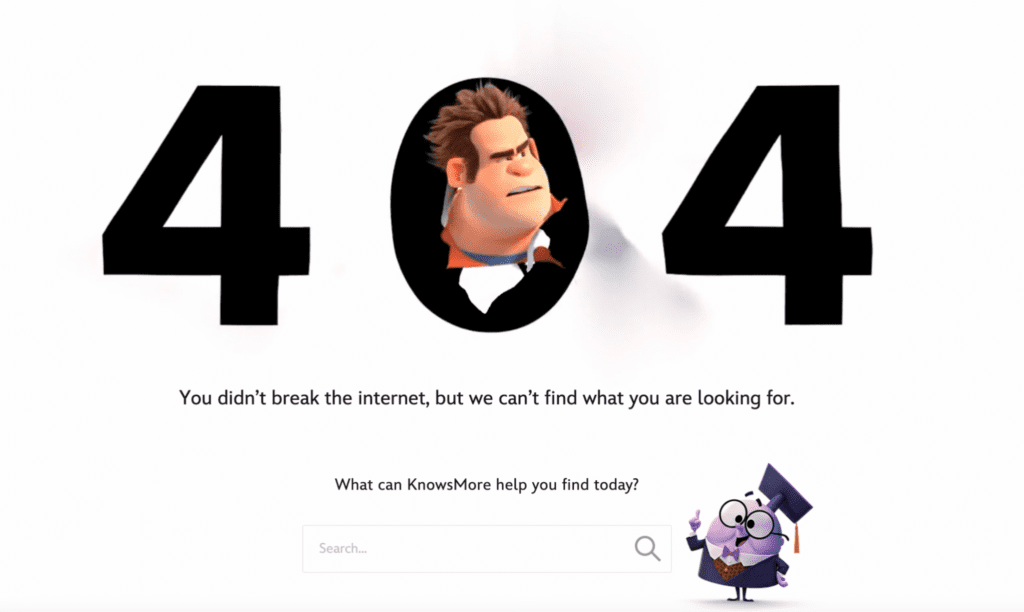 404
You didn’t break the internet, but we can’t find what you are looking for.
What can KnowsMore help you find today?
Search...